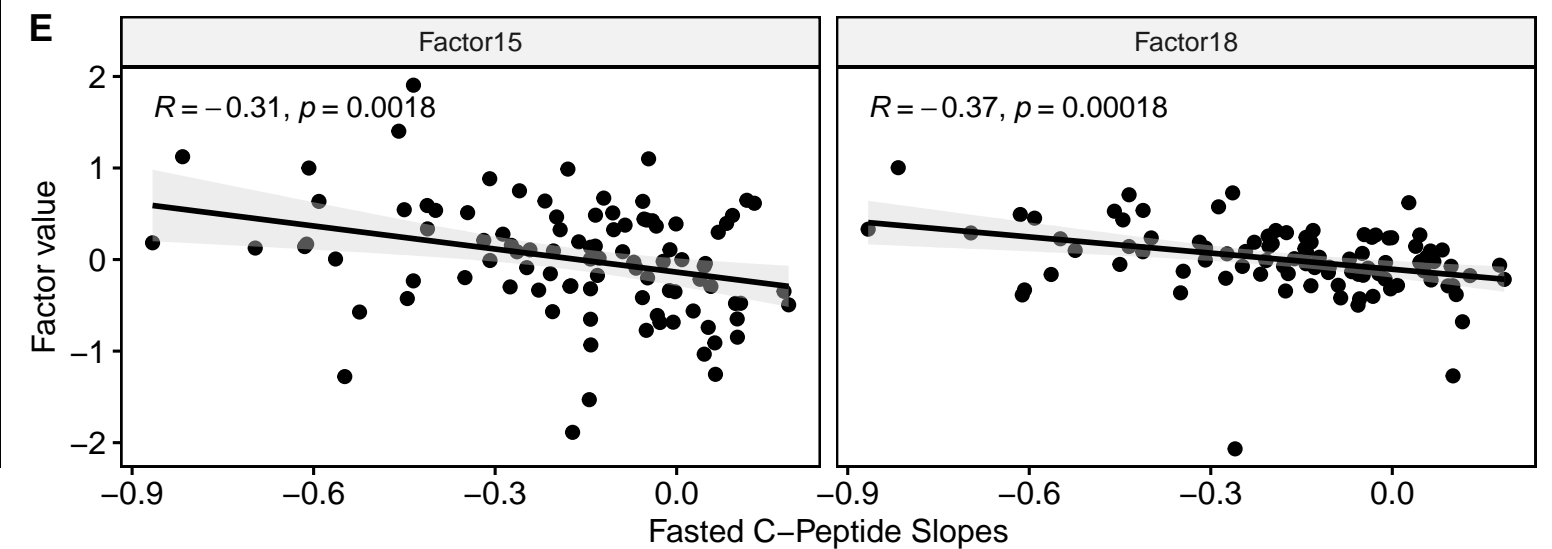 E
Factor15
Factor18
R = −0.31, p = 0.0018
R = −0.37, p = 0.00018
2
1
0
−1
−2
Factor value
−0.9 −0.6 −0.3 0.0
−0.9 −0.6 −0.3 0.0
Fasted C−Peptide Slopes